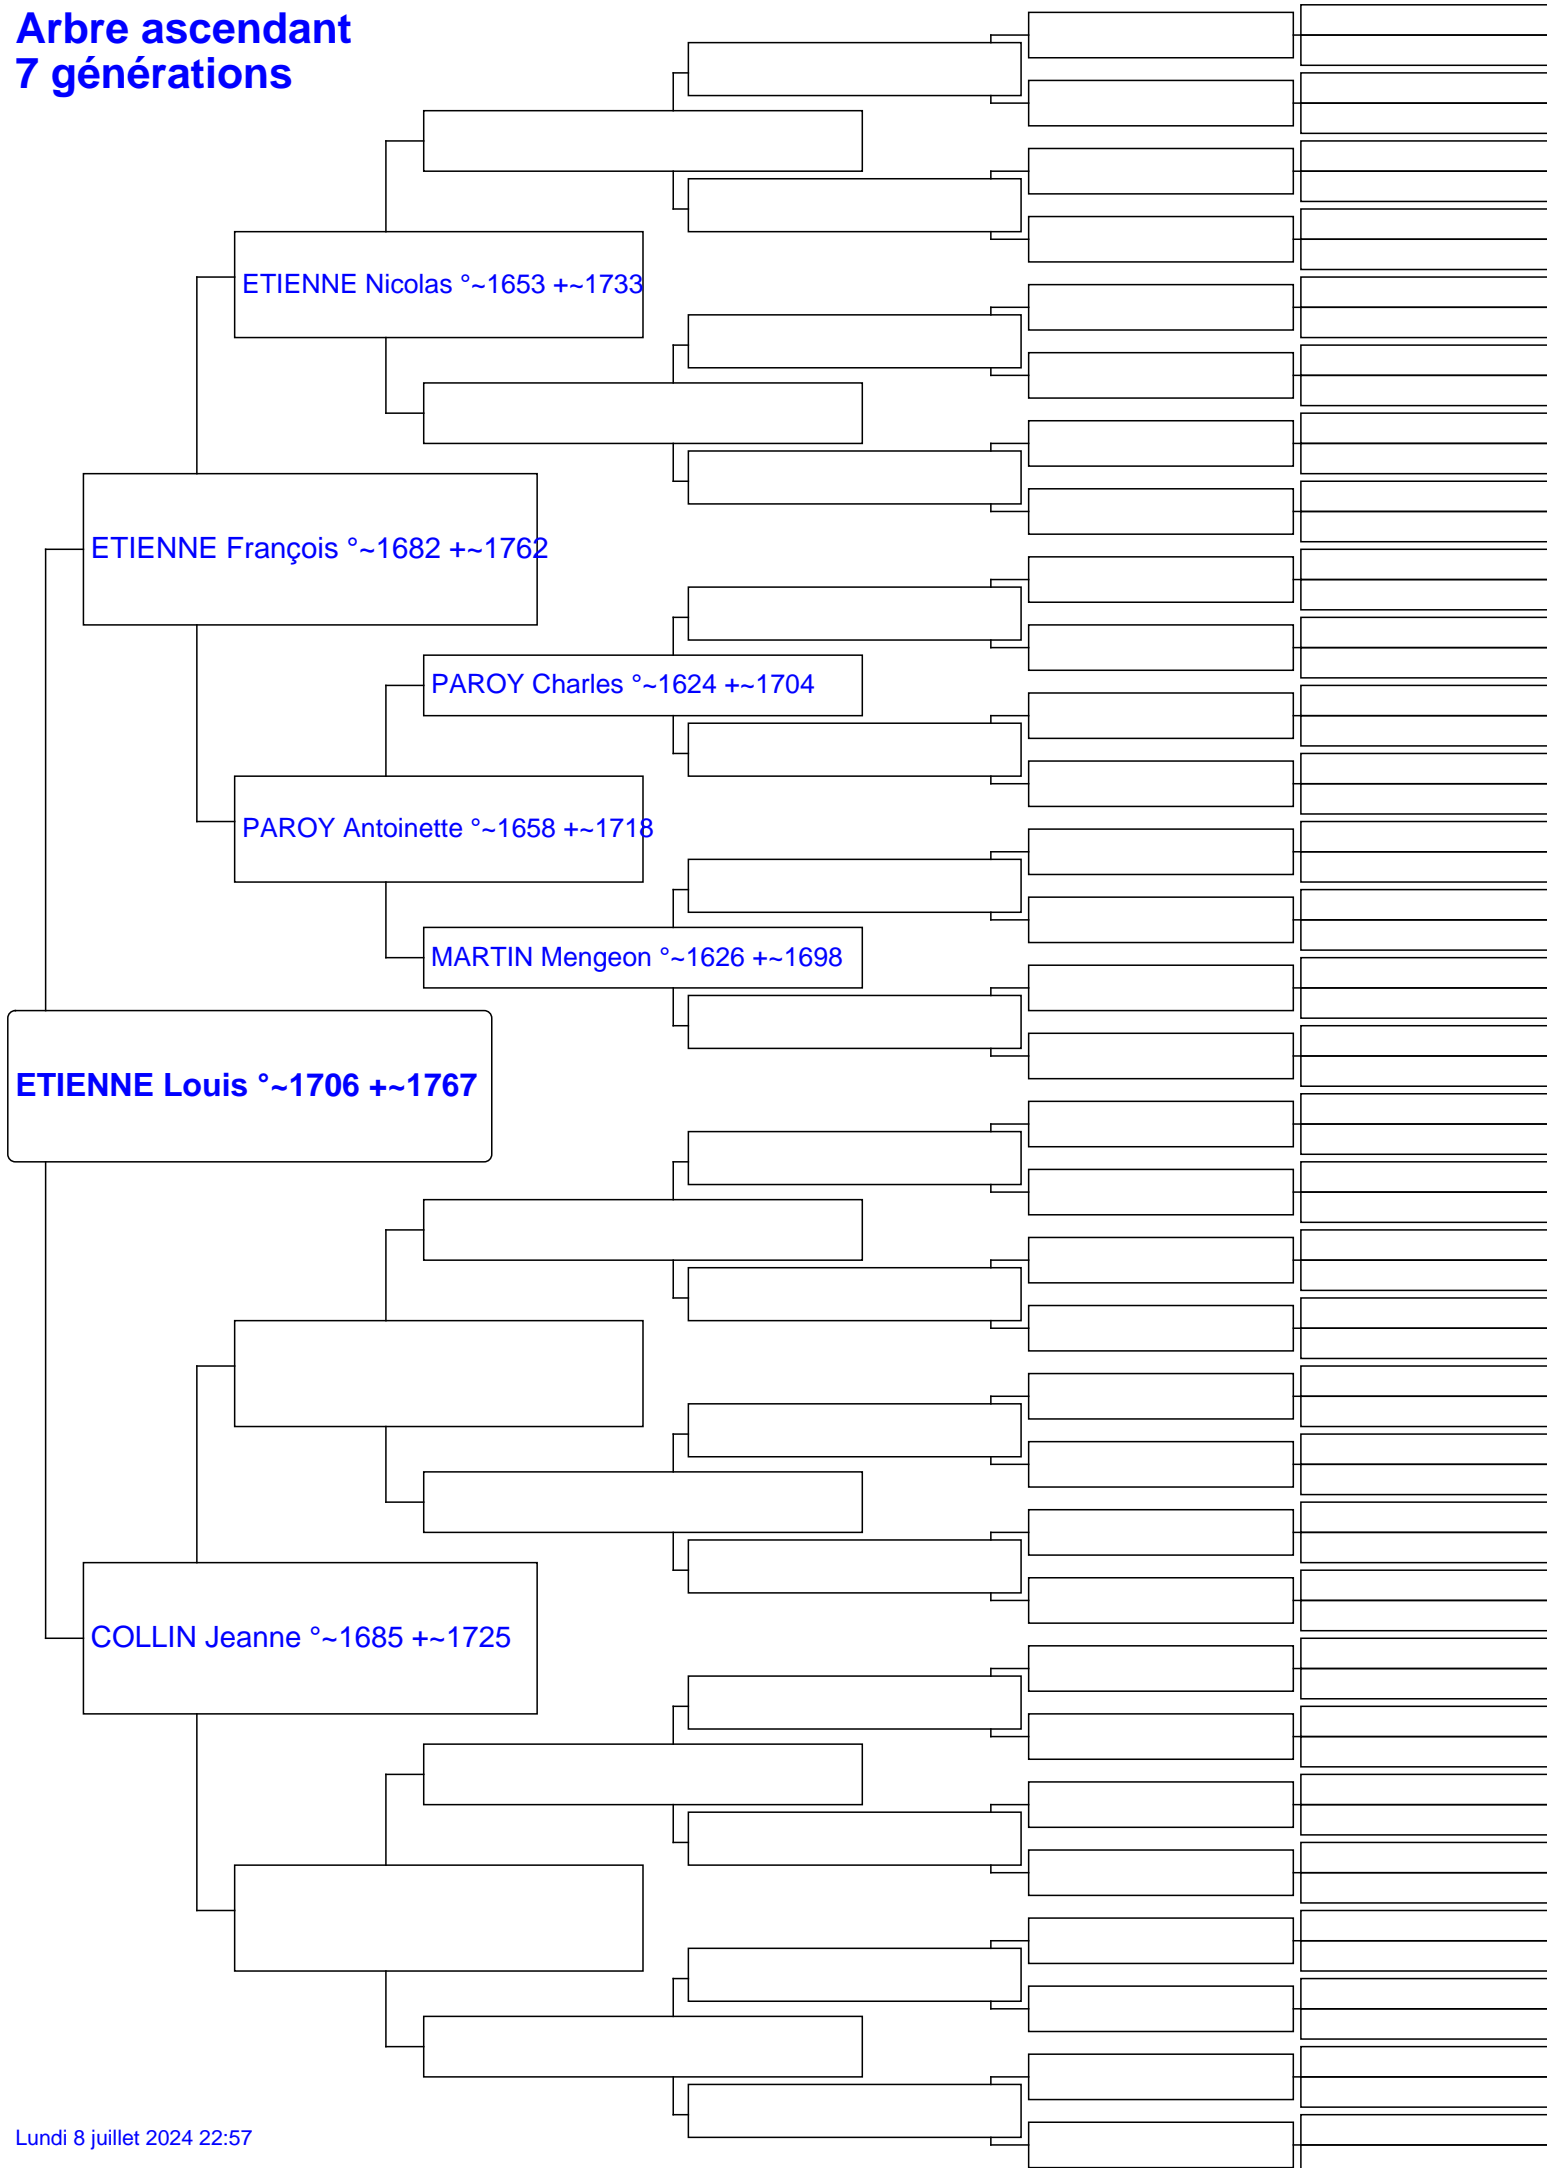 Arbre ascendant
7 générations
ETIENNE Nicolas °~1653 +~1733
ETIENNE François °~1682 +~1762
PAROY Charles °~1624 +~1704
PAROY Antoinette °~1658 +~1718
MARTIN Mengeon °~1626 +~1698
ETIENNE Louis °~1706 +~1767
COLLIN Jeanne °~1685 +~1725
Lundi 8 juillet 2024 22:57